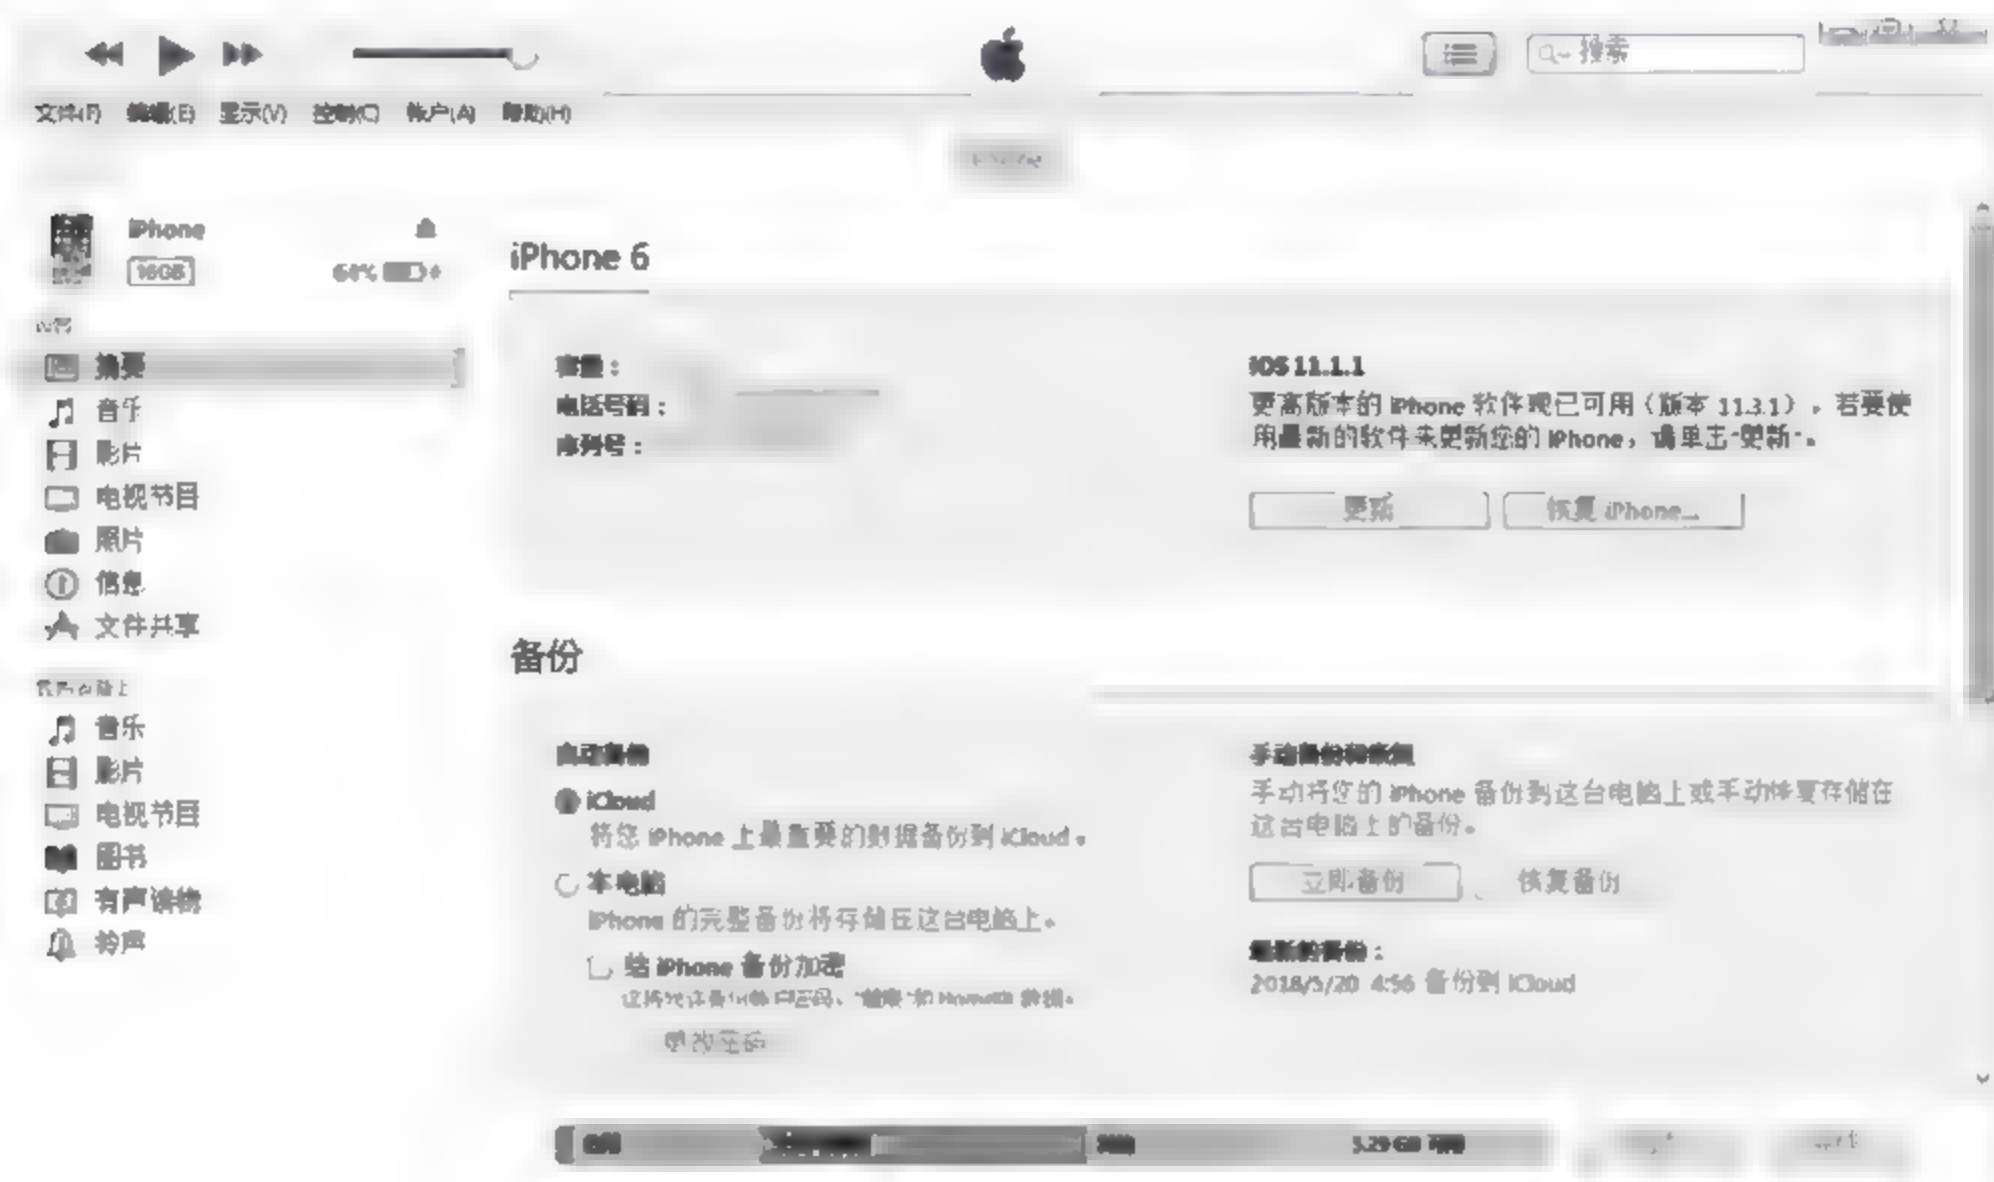 搜索
文件(F) 编辑(E) 显示(V) 控制(C) 帐户(A) 帮助(H)
iPhone
16GB
iPhone 6
摘要
音乐
影片
电视节目
照片
信息
文件共享
容量：
电话号码：
序列号：
iOS 11.1.1
更高版本的 iPhone 软件现已可用（版本 11.3.1）。若要使
用最新的软件来更新您的 iPhone，请单击“更新”。
更新
恢复 iPhone...
备份
音乐
影片
电视节目
图书
有声读物
铃声
自动备份
iCloud
将您 iPhone 上最重要的数据备份到 iCloud。
本电脑
iPhone 的完整备份将存储在这台电脑上。
给 iPhone 备份加密
更改密码
手动备份和恢复
手动将您的 iPhone 备份到这台电脑上或手动恢复存储在
这台电脑上的备份。
立即备份
恢复备份
最新的备份：
2018/5/20 4:56 备份到 iCloud
5.29 GB 可用